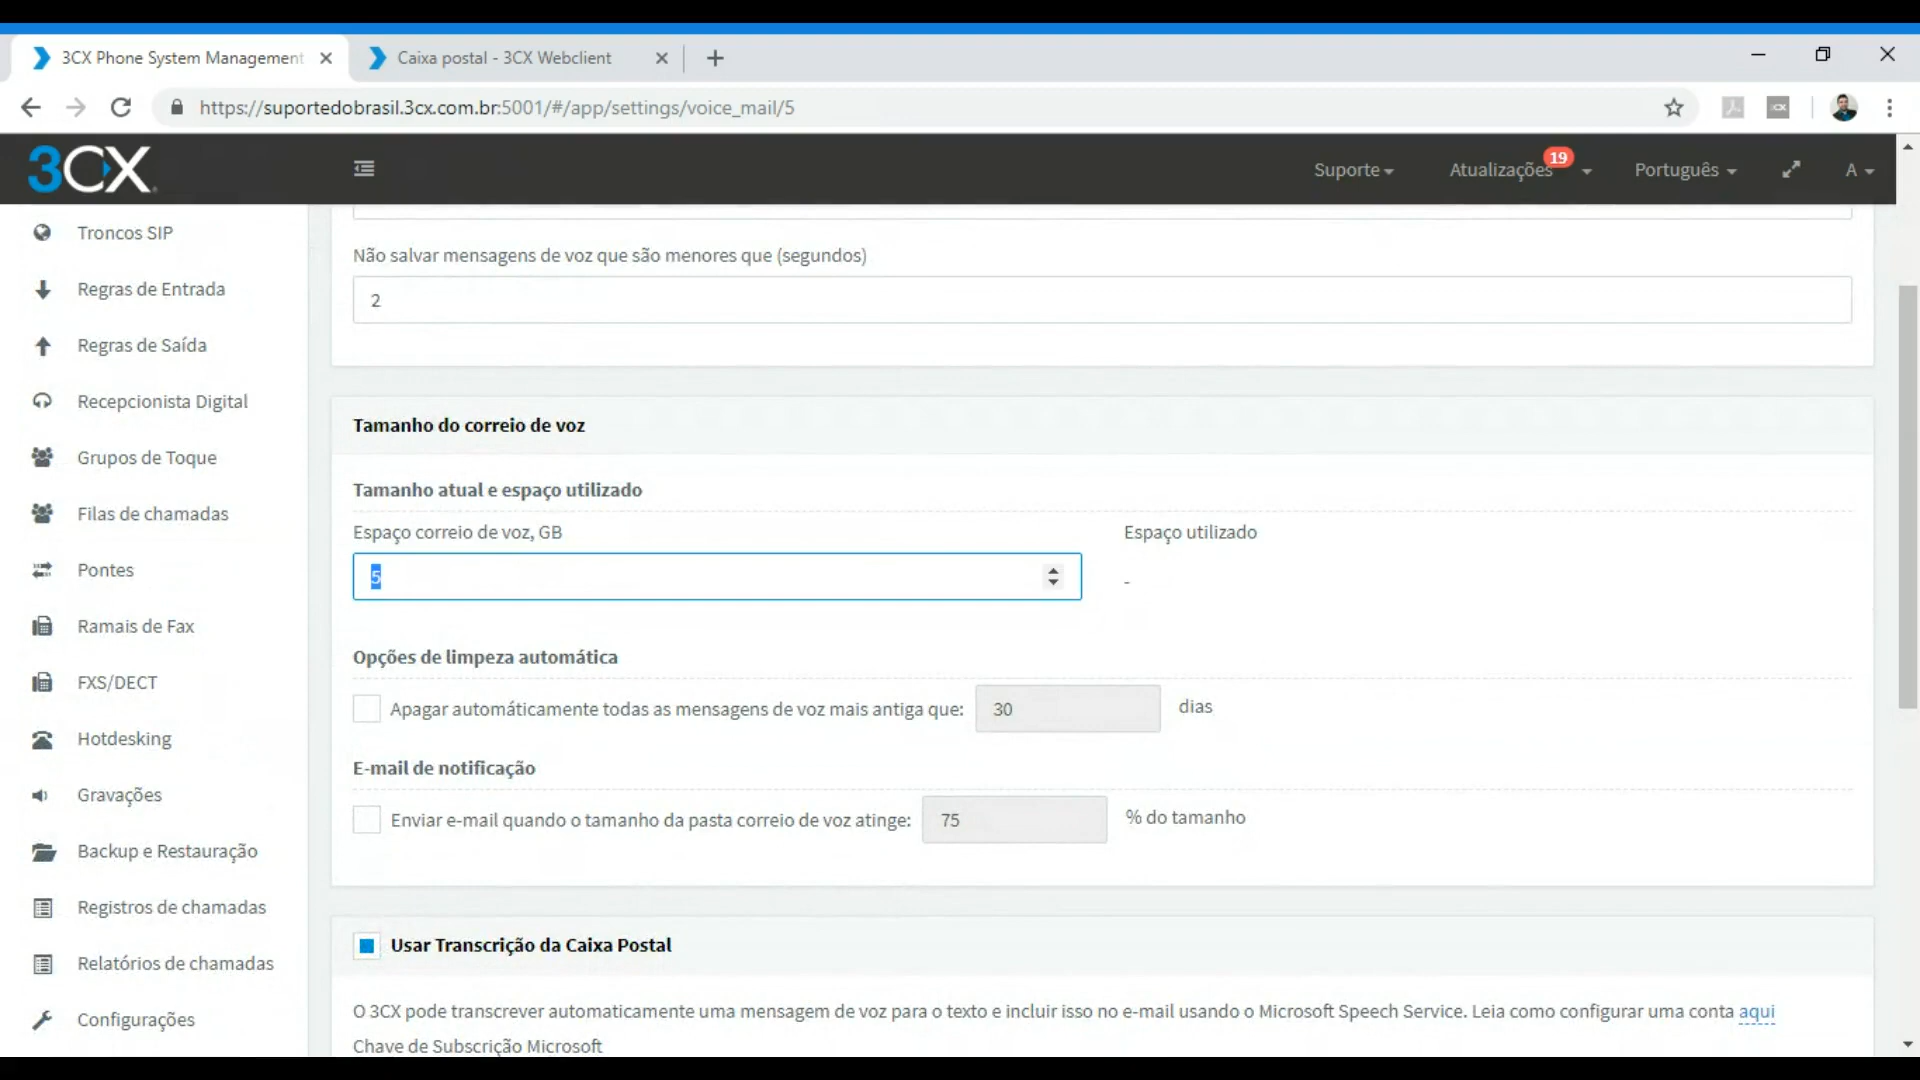 3CX Phone System Management
Caixa postal - 3CX Webclient
https://suportedobrasil.3cx.com.br:5001/#/app/settings/voice_mail/5
3CX
Suporte
Atualizações
19
Português
A
Troncos SIP
Regras de Entrada
Regras de Saída
Recepcionista Digital
Grupos de Toque
Filas de chamadas
Pontes
Ramais de Fax
FXS/DECT
Hotdesking
Gravações
Backup e Restauração
Registros de chamadas
Relatórios de chamadas
Configurações
Não salvar mensagens de voz que são menores que (segundos)
2
Tamanho do correio de voz
Tamanho atual e espaço utilizado
Espaço correio de voz, GB
Espaço utilizado
5
-
Opções de limpeza automática
Apagar automáticamente todas as mensagens de voz mais antiga que: 30 dias
E-mail de notificação
Enviar e-mail quando o tamanho da pasta correio de voz atinge: 75 % do tamanho
Usar Transcrição da Caixa Postal
O 3CX pode transcrever automaticamente uma mensagem de voz para o texto e incluir isso no e-mail usando o Microsoft Speech Service. Leia como configurar uma conta aqui
Chave de Subscrição Microsoft